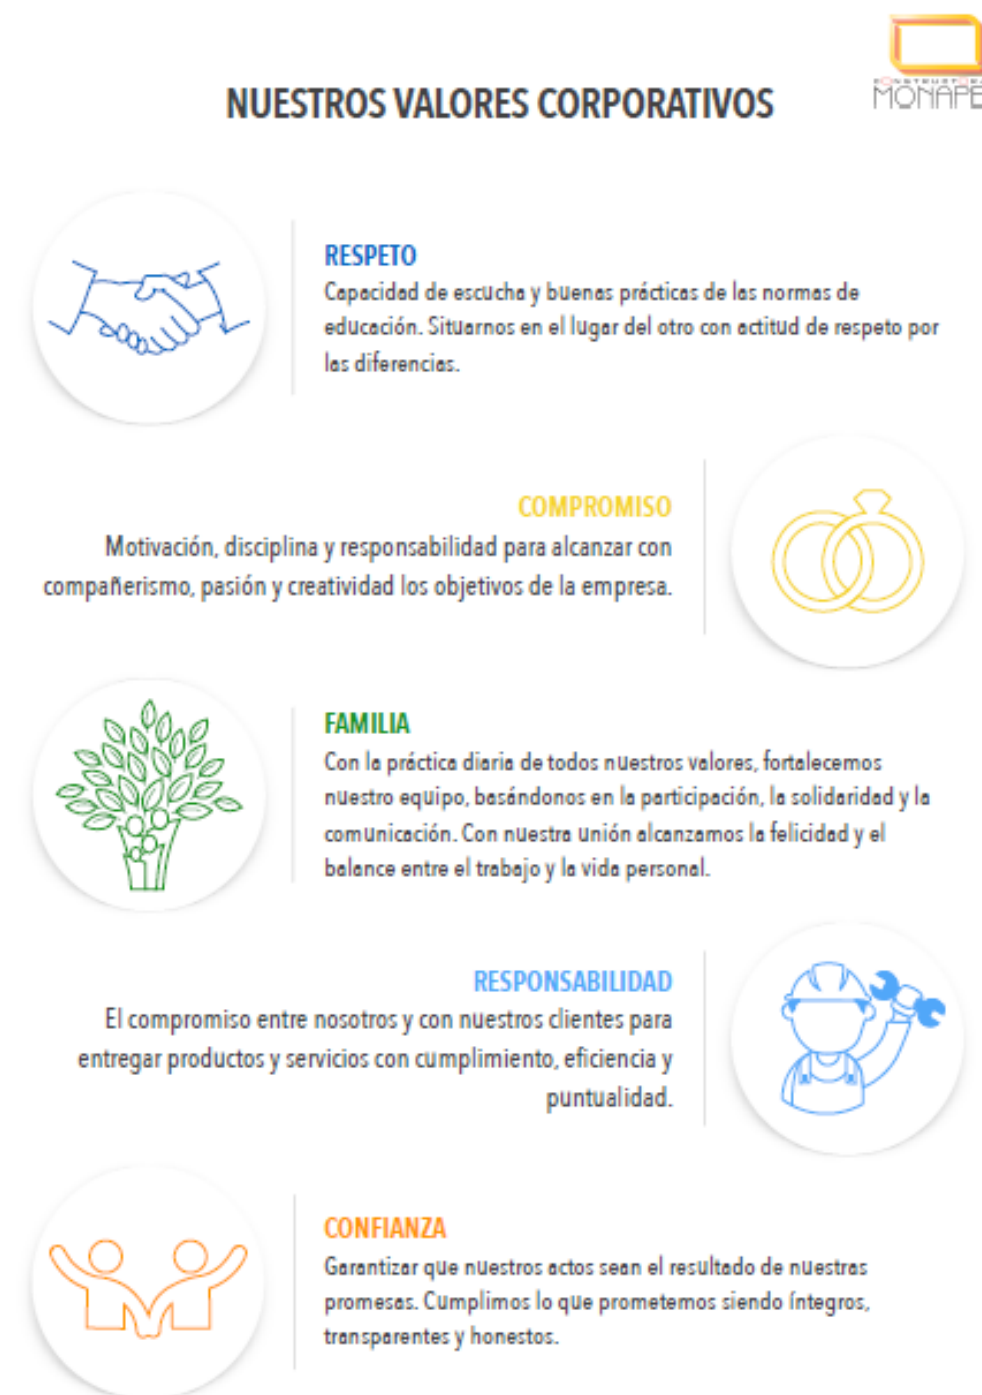 CONSTRUCTORA
MONAPE
NUESTROS VALORES CORPORATIVOS
RESPETO
Capacidad de escucha y buenas prácticas de las normas de
educación. Situarnos en el lugar del otro con actitud de respeto por
las diferencias.
COMPROMISO
Motivación, disciplina y responsabilidad para alcanzar con
compañerismo, pasión y creatividad los objetivos de la empresa.
FAMILIA
Con la práctica diaria de todos nuestros valores, fortalecemos
nuestro equipo, basándonos en la participación, la solidaridad y la
comunicación. Con nuestra unión alcanzamos la felicidad y el
balance entre el trabajo y la vida personal.
RESPONSABILIDAD
El compromiso entre nosotros y con nuestros clientes para
entregar productos y servicios con cumplimiento, eficiencia y
puntualidad.
CONFIANZA
Garantizar que nuestros actos sean el resultado de nuestras
promesas. Cumplimos lo que prometemos siendo íntegros,
transparentes y honestos.